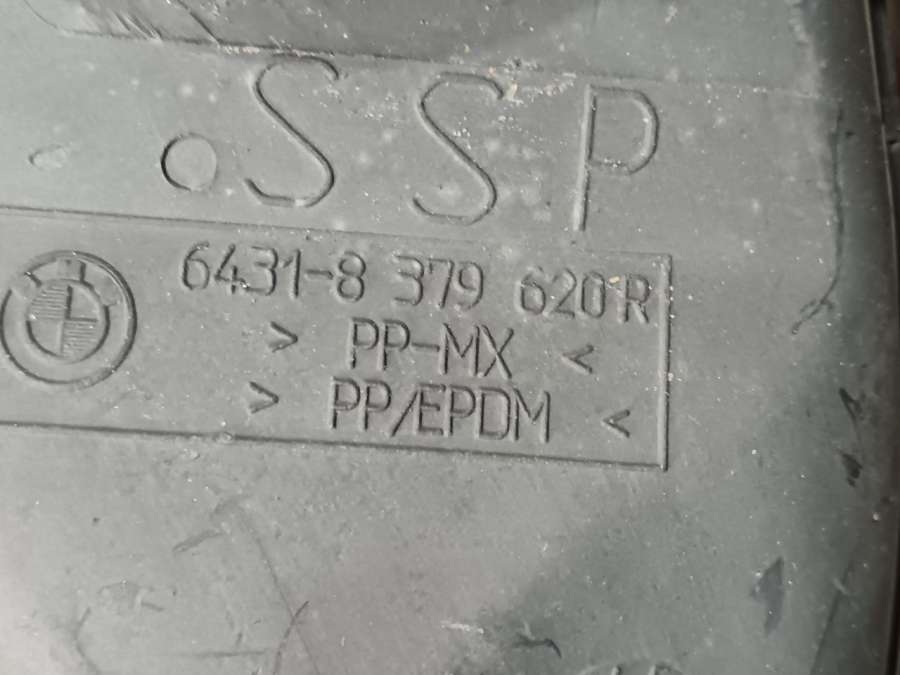 .SSP
6431-8 379 620 R
> PP-MX <
> PP/EPDM <